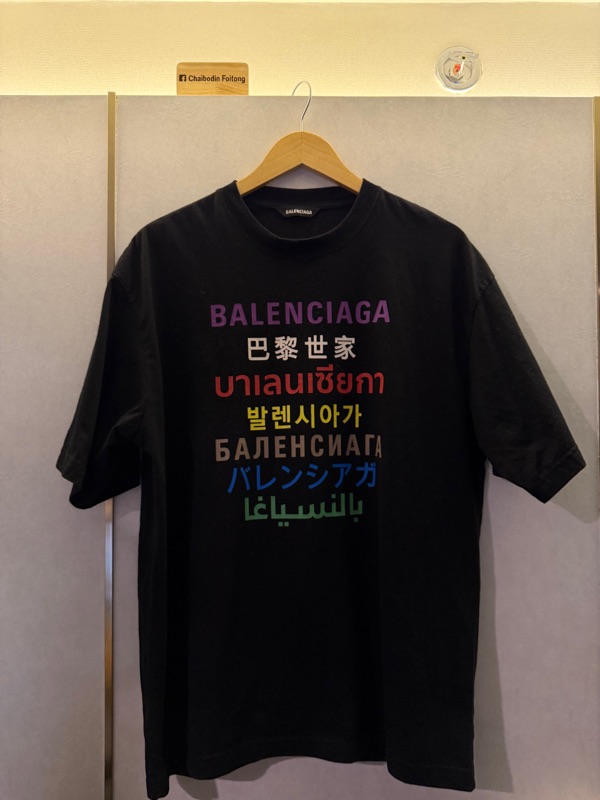 Chaibodin Foitong
BALENCIAGA
BALENCIAGA
巴黎世家
บาเลนเซียกา
발렌시아가
БАЛЕНСИАГА
バレンシアガ
بالنسياغا